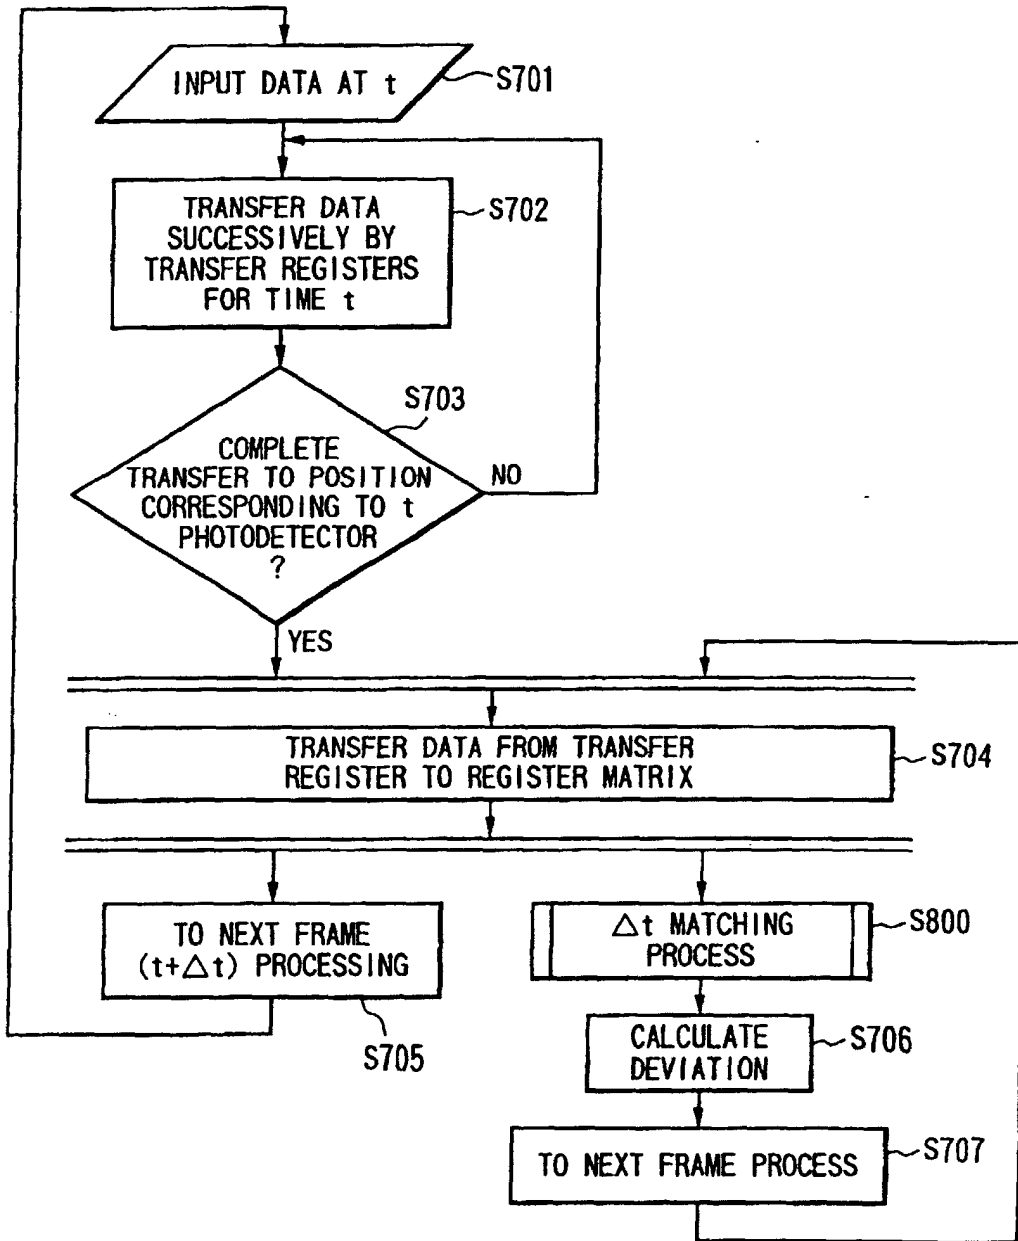 INPUT DATA AT t
S701
TRANSFER DATA
SUCCESSIVELY BY
TRANSFER REGISTERS
FOR TIME t
S702
S703
COMPLETE
TRANSFER TO POSITION
CORRESPONDING TO t
PHOTODETECTOR
?
NO
YES
TRANSFER DATA FROM TRANSFER
REGISTER TO REGISTER MATRIX
S704
TO NEXT FRAME
(t+△t) PROCESSING
S705
△t MATCHING
PROCESS
S800
CALCULATE
DEVIATION
S706
TO NEXT FRAME PROCESS
S707